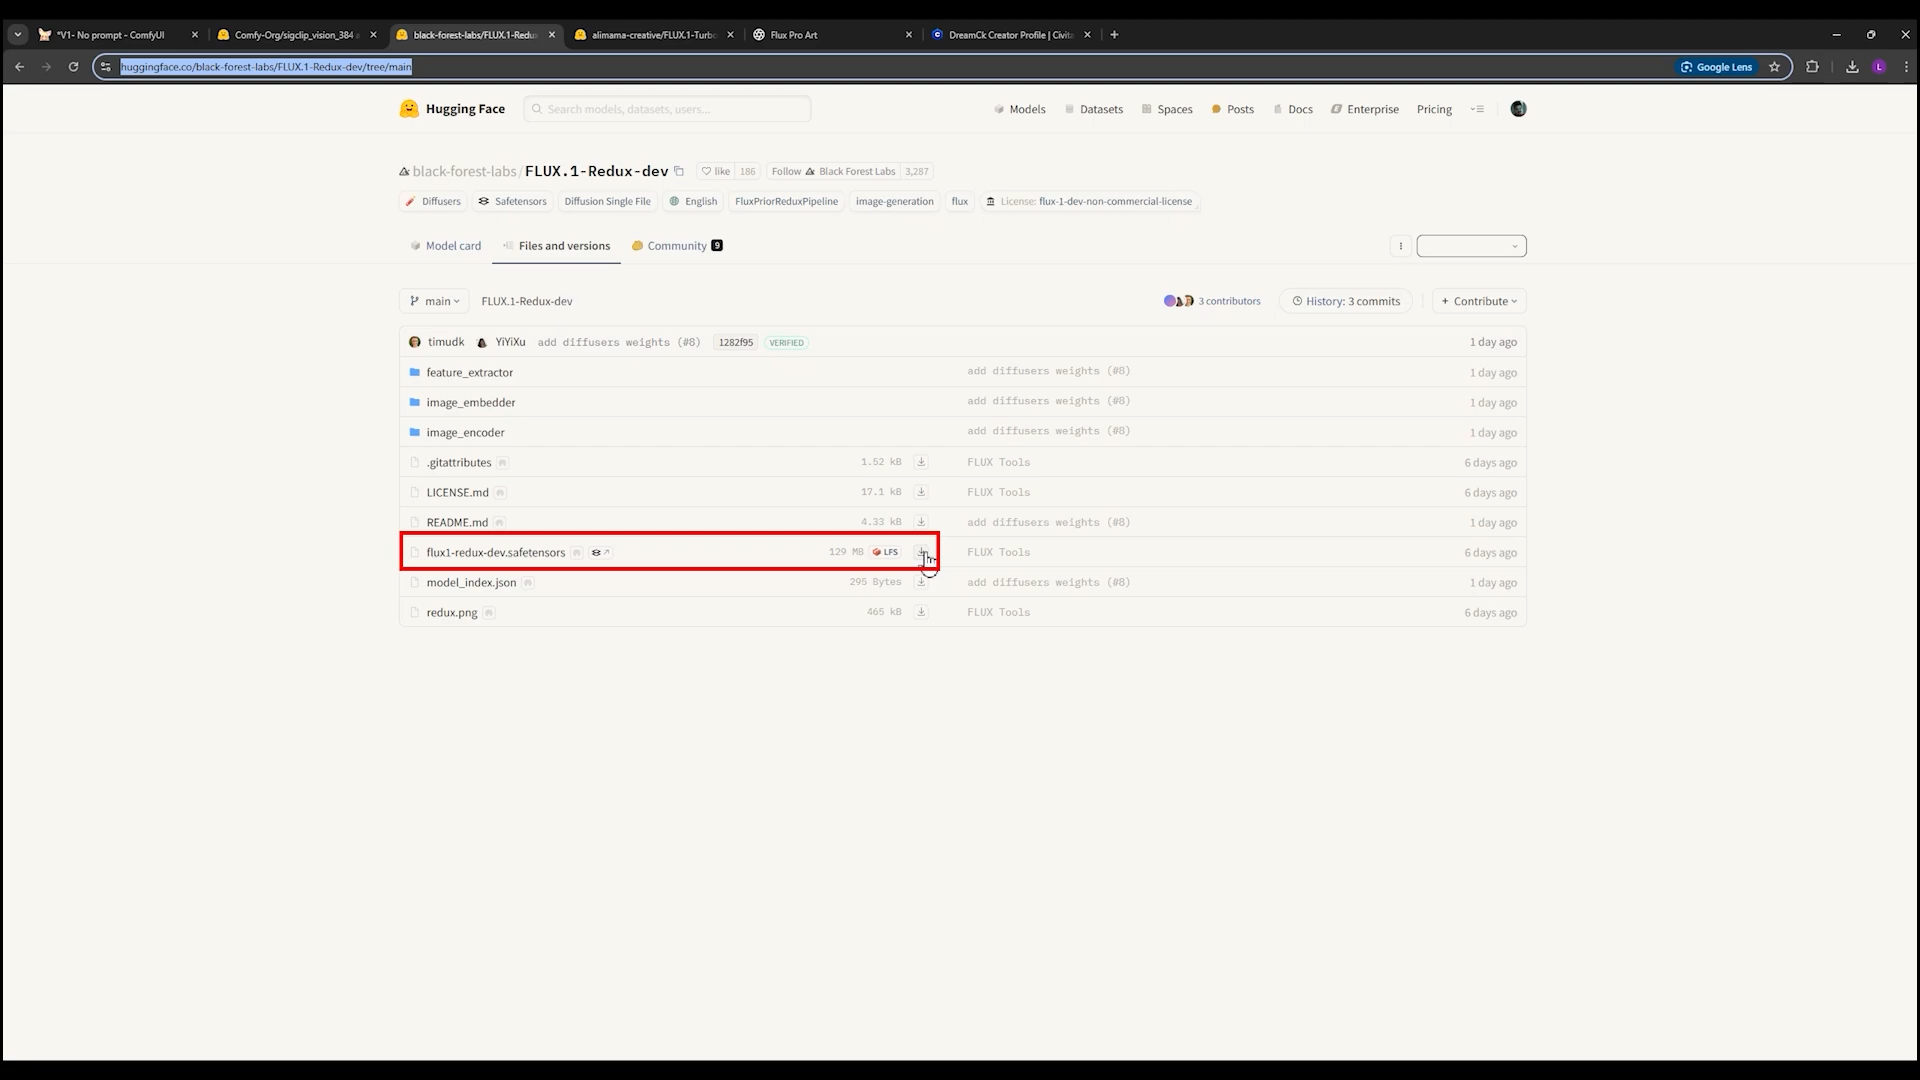 *V1- No prompt - ComfyUI
Comfy-Org/sigclip_vision_384
black-forest-labs/FLUX.1-Redu
alimama-creative/FLUX.1-Turbo
Flux Pro Art
DreamCk Creator Profile | Civita
huggingface.co/black-forest-labs/FLUX.1-Redux-dev/tree/main
Google Lens
L
Hugging Face
Search models, datasets, users...
Models
Datasets
Spaces
Posts
Docs
Enterprise
Pricing
black-forest-labs/FLUX.1-Redux-dev
like 186
Follow Black Forest Labs 3,287
Diffusers
Safetensors
Diffusion Single File
English
FluxPriorReduxPipeline
image-generation
flux
License: flux-1-dev-non-commercial-license
Model card
Files and versions
Community 9
main
FLUX.1-Redux-dev
3 contributors
History: 3 commits
+ Contribute
timudk YiYiXu add diffusers weights (#8) 1282f95 VERIFIED 1 day ago
feature_extractor add diffusers weights (#8) 1 day ago
image_embedder add diffusers weights (#8) 1 day ago
image_encoder add diffusers weights (#8) 1 day ago
.gitattributes 1.52 kB FLUX Tools 6 days ago
LICENSE.md 17.1 kB FLUX Tools 6 days ago
README.md 4.33 kB add diffusers weights (#8) 1 day ago
flux1-redux-dev.safetensors 129 MB LFS FLUX Tools 6 days ago
model_index.json 295 Bytes add diffusers weights (#8) 1 day ago
redux.png 465 kB FLUX Tools 6 days ago